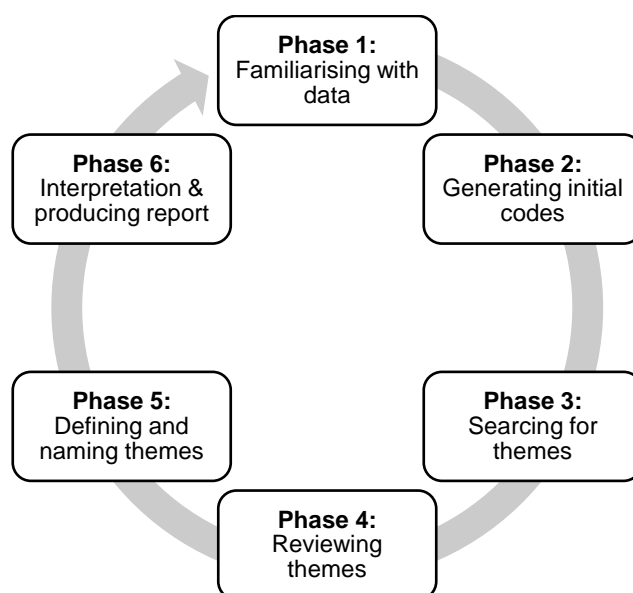 Phase 1:
Familiarising with
data
Phase 2:
Generating initial
codes
Phase 3:
Searcing for
themes
Phase 4:
Reviewing
themes
Phase 5:
Defining and
naming themes
Phase 6:
Interpretation &
producing report